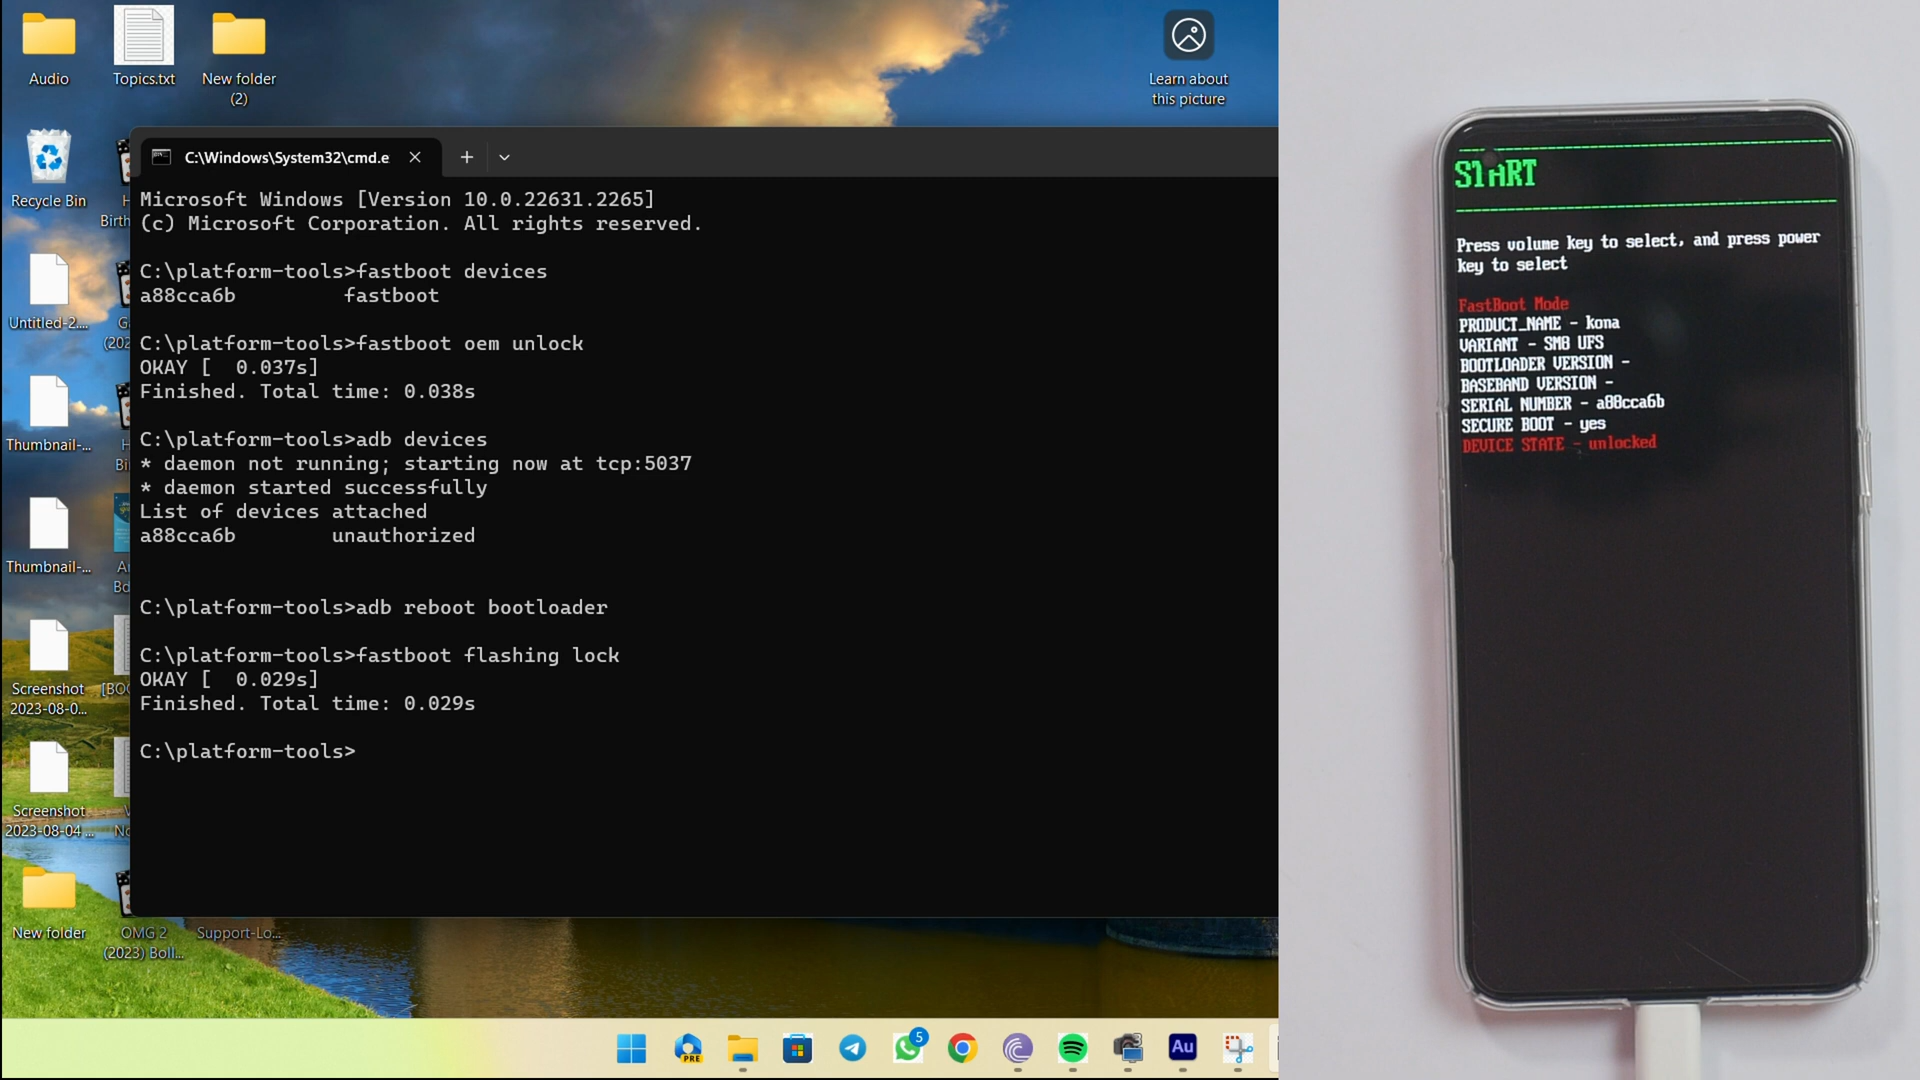 Audio
Topics.txt
New folder
(2)
Learn about
this picture
Recycle Bin
Untitled-2....
Thumbnail-...
Thumbnail-...
Screenshot
2023-08-0...
Screenshot
2023-08-04 ...
New folder
OMG 2
(2023) Boll...
Support-Lo...
C:\Windows\System32\cmd.e
Microsoft Windows [Version 10.0.22631.2265]
(c) Microsoft Corporation. All rights reserved.
C:\platform-tools>fastboot devices
a88cca6b fastboot
C:\platform-tools>fastboot oem unlock
OKAY [ 0.037s]
Finished. Total time: 0.038s
C:\platform-tools>adb devices
* daemon not running; starting now at tcp:5037
* daemon started successfully
List of devices attached
a88cca6b unauthorized
C:\platform-tools>adb reboot bootloader
C:\platform-tools>fastboot flashing lock
OKAY [ 0.029s]
Finished. Total time: 0.029s
C:\platform-tools>
PRE
5
Au
START
Press volume key to select, and press power
key to select
FastBoot Mode
PRODUCT_NAME - kona
VARIANT - SM8 UFS
BOOTLOADER VERSION -
BASEBAND VERSION -
SERIAL NUMBER - a88cca6b
SECURE BOOT - yes
DEVICE STATE - unlocked